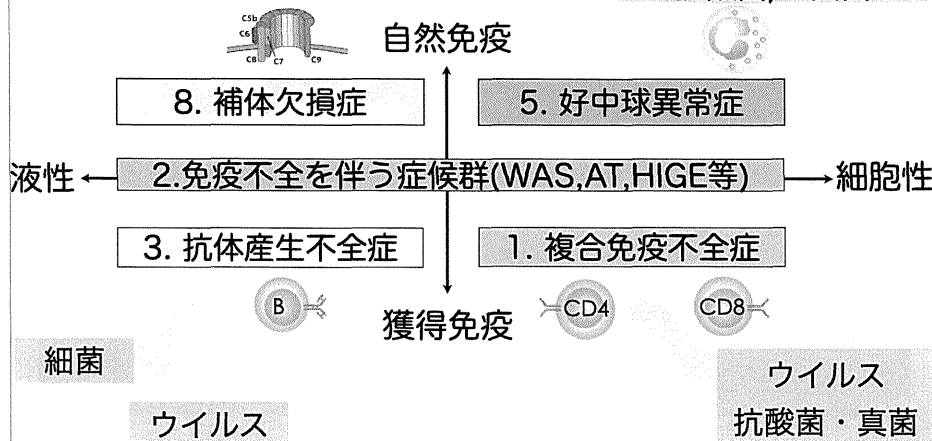 C5b
C6
C8
C7
C9
自然免疫
8. 補体欠損症
5. 好中球異常症
液性
2.免疫不全を伴う症候群(WAS,AT,HIGE等)
細胞性
3. 抗体産生不全症
1. 複合免疫不全症
B
CD4
CD8
獲得免疫
細菌
ウイルス
ウイルス
抗酸菌・真菌